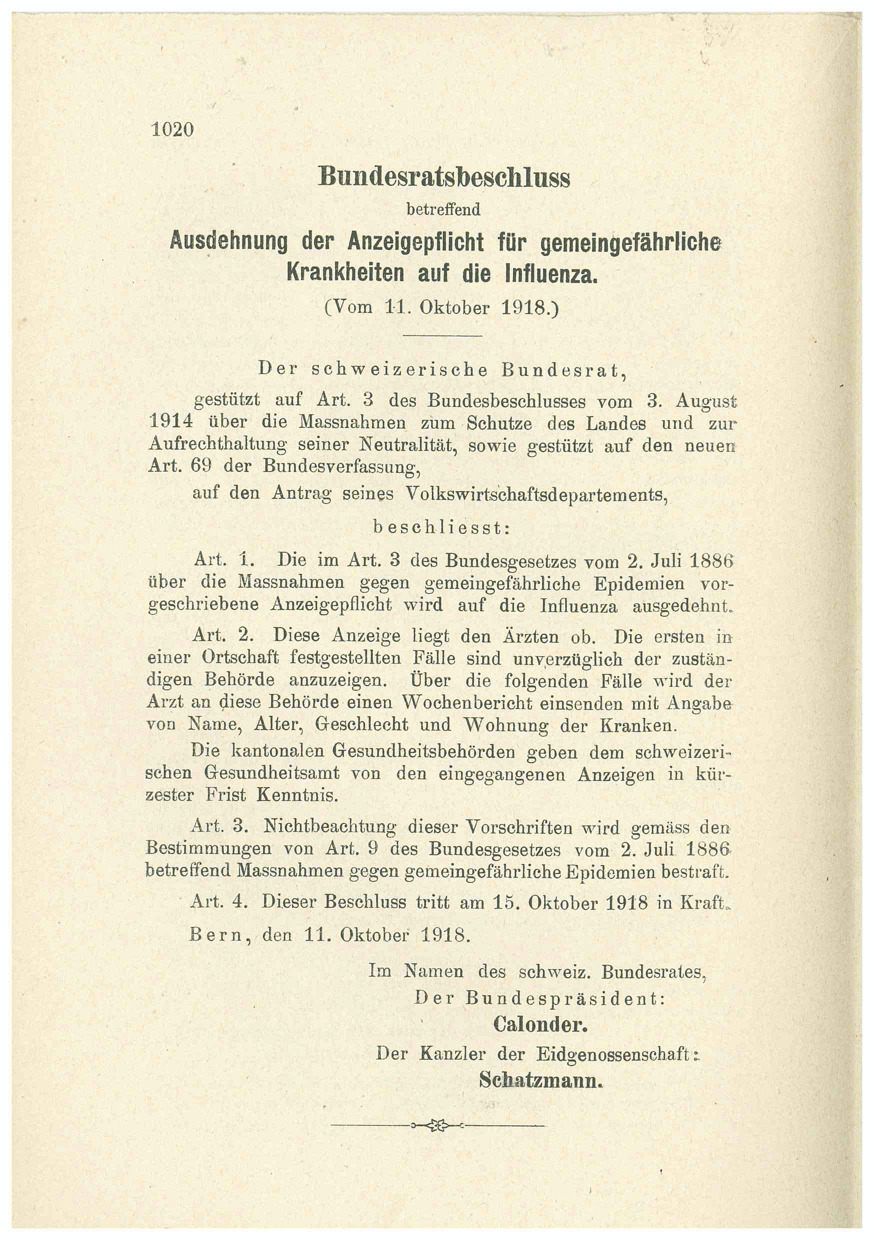 1020
Bundesratsbeschluss
betreffend
Ausdehnung der Anzeigepflicht für gemeingefährliche
Krankheiten auf die Influenza.
(Vom 11. Oktober 1918.)
Der schweizerische Bundesrat,
gestützt auf Art. 3 des Bundesbeschlusses vom 3. August
1914 über die Massnahmen zum Schutze des Landes und zur
Aufrechthaltung seiner Neutralität, sowie gestützt auf den neuen
Art. 69 der Bundesverfassung,
auf den Antrag seines Volkswirtschaftsdepartements,
beschliesst:
Art. 1. Die im Art. 3 des Bundesgesetzes vom 2. Juli 1886
über die Massnahmen gegen gemeingefährliche Epidemien vor-
geschriebene Anzeigepflicht wird auf die Influenza ausgedehnt.
Art. 2. Diese Anzeige liegt den Ärzten ob. Die ersten in
einer Ortschaft festgestellten Fälle sind unverzüglich der zustän-
digen Behörde anzuzeigen. Über die folgenden Fälle wird der
Arzt an diese Behörde einen Wochenbericht einsenden mit Angabe
von Name, Alter, Geschlecht und Wohnung der Kranken.
Die kantonalen Gesundheitsbehörden geben dem schweizeri-
schen Gesundheitsamt von den eingegangenen Anzeigen in kür-
zester Frist Kenntnis.
Art. 3. Nichtbeachtung dieser Vorschriften wird gemäss den
Bestimmungen von Art. 9 des Bundesgesetzes vom 2. Juli 1886
betreffend Massnahmen gegen gemeingefährliche Epidemien bestraft.
Art. 4. Dieser Beschluss tritt am 15. Oktober 1918 in Kraft.
Bern, den 11. Oktober 1918.
Im Namen des schweiz. Bundesrates,
Der Bundespräsident:
Calonder.
Der Kanzler der Eidgenossenschaft:
Schatzmann.